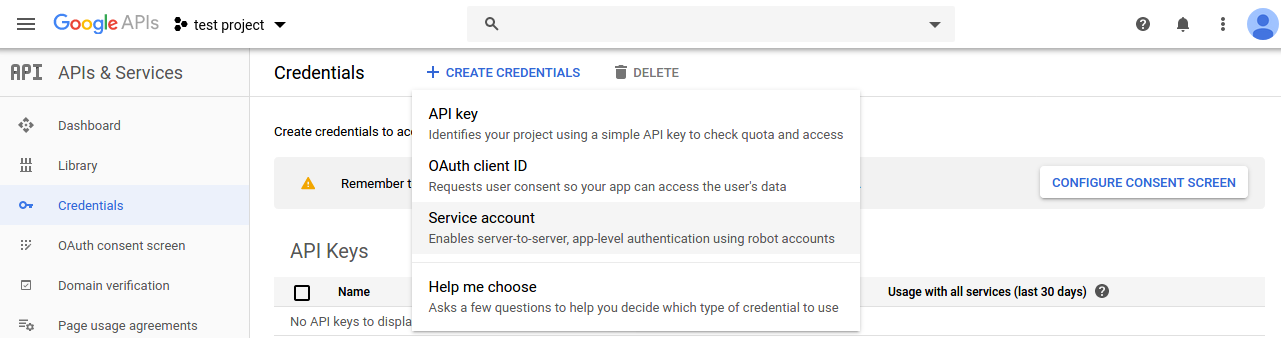 Google APIs
test project
API APIs & Services
Credentials
CREATE CREDENTIALS
DELETE
Dashboard
Library
Credentials
OAuth consent screen
Domain verification
Page usage agreements
Create credentials to
API key
Identifies your project using a simple API key to check quota and access
OAuth client ID
Requests user consent so your app can access the user's data
Service account
Enables server-to-server, app-level authentication using robot accounts
Help me choose
Asks a few questions to help you decide which type of credential to use
Remember
CONFIGURE CONSENT SCREEN
API Keys
Name
Usage with all services (last 30 days)
No API keys to